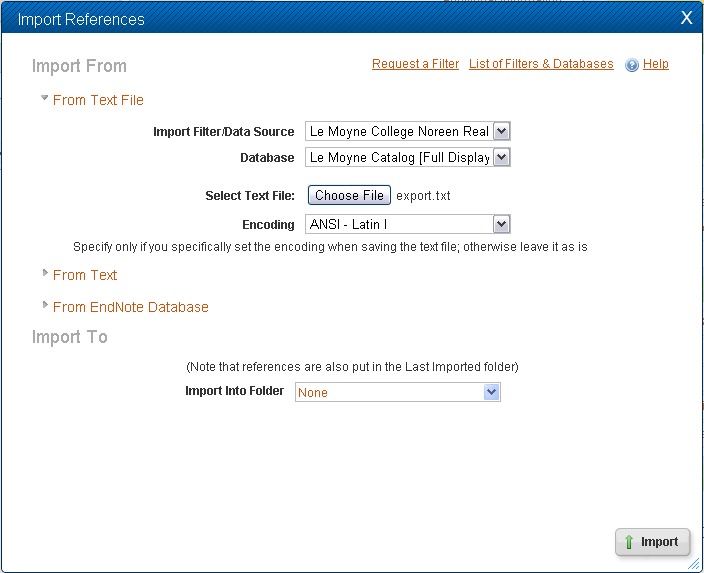 Import References X
Import From
Request a Filter List of Filters & Databases ? Help
From Text File
Import Filter/Data Source Le Moyne College Noreen Real
Database Le Moyne Catalog [Full Display
Select Text File: Choose File export.txt
Encoding ANSI - Latin I
Specify only if you specifically set the encoding when saving the text file; otherwise leave it as is
From Text
From EndNote Database
Import To
(Note that references are also put in the Last Imported folder)
Import Into Folder None
Import